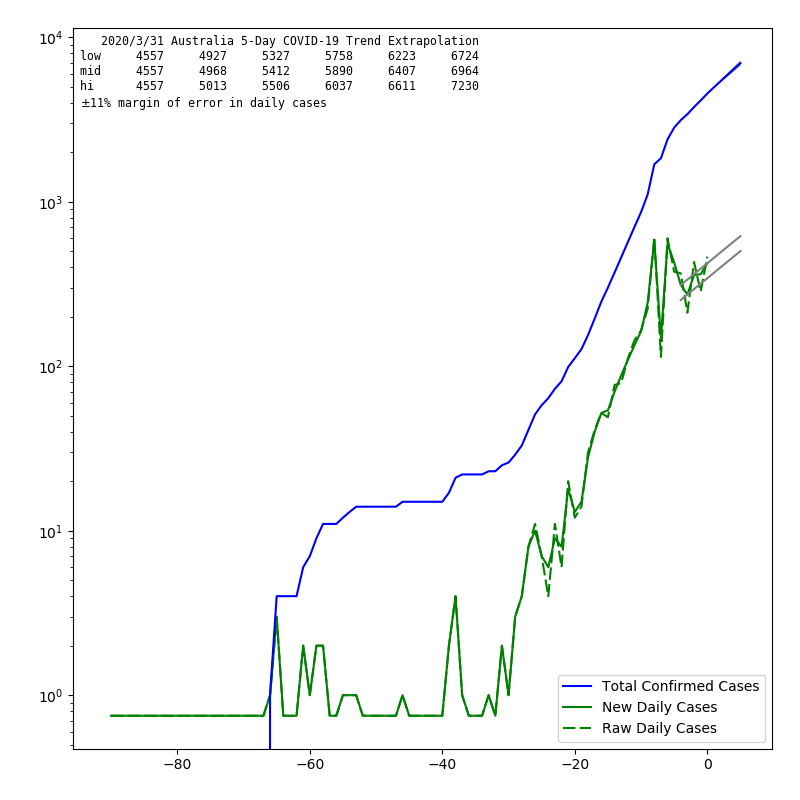 2020/3/31 Australia 5-Day COVID-19 Trend Extrapolation
low 4557 4927 5327 5758 6223 6724
mid 4557 4968 5412 5890 6407 6964
hi 4557 5013 5506 6037 6611 7230
±11% margin of error in daily cases
10⁴
10³
10²
10¹
10⁰
−80 −60 −40 −20 0
Total Confirmed Cases
New Daily Cases
Raw Daily Cases